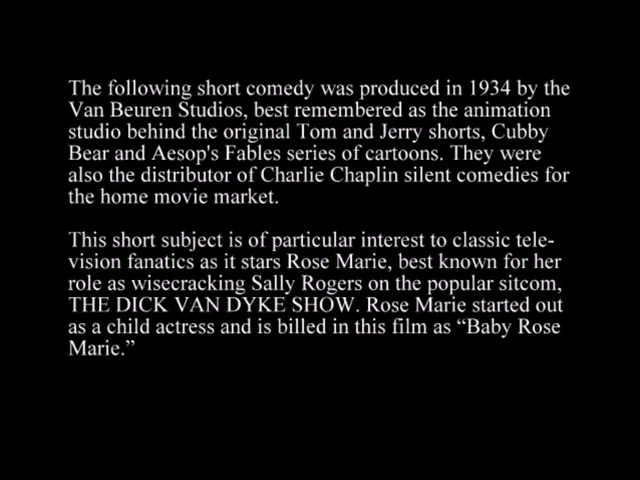 The following short comedy was produced in 1934 by the
Van Beuren Studios, best remembered as the animation
studio behind the original Tom and Jerry shorts, Cubby
Bear and Aesop's Fables series of cartoons. They were
also the distributor of Charlie Chaplin silent comedies for
the home movie market.
This short subject is of particular interest to classic tele-
vision fanatics as it stars Rose Marie, best known for her
role as wisecracking Sally Rogers on the popular sitcom,
THE DICK VAN DYKE SHOW. Rose Marie started out
as a child actress and is billed in this film as “Baby Rose
Marie.”